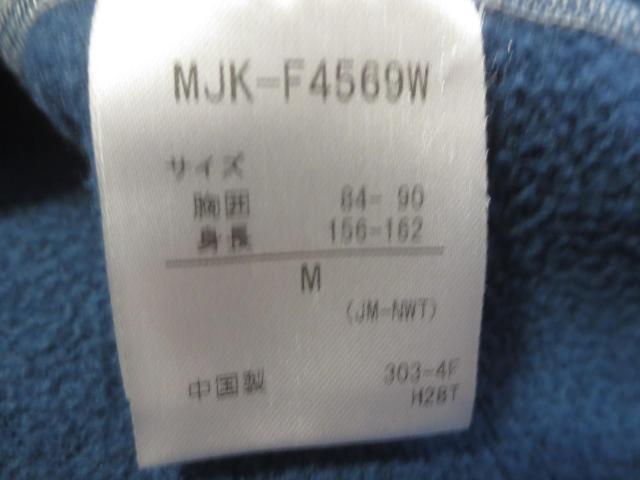 MJK-F4569W
サイズ
胸囲 84- 90
身長 156-162
M
(JM-NWT)
中国製 303-4F
H28T